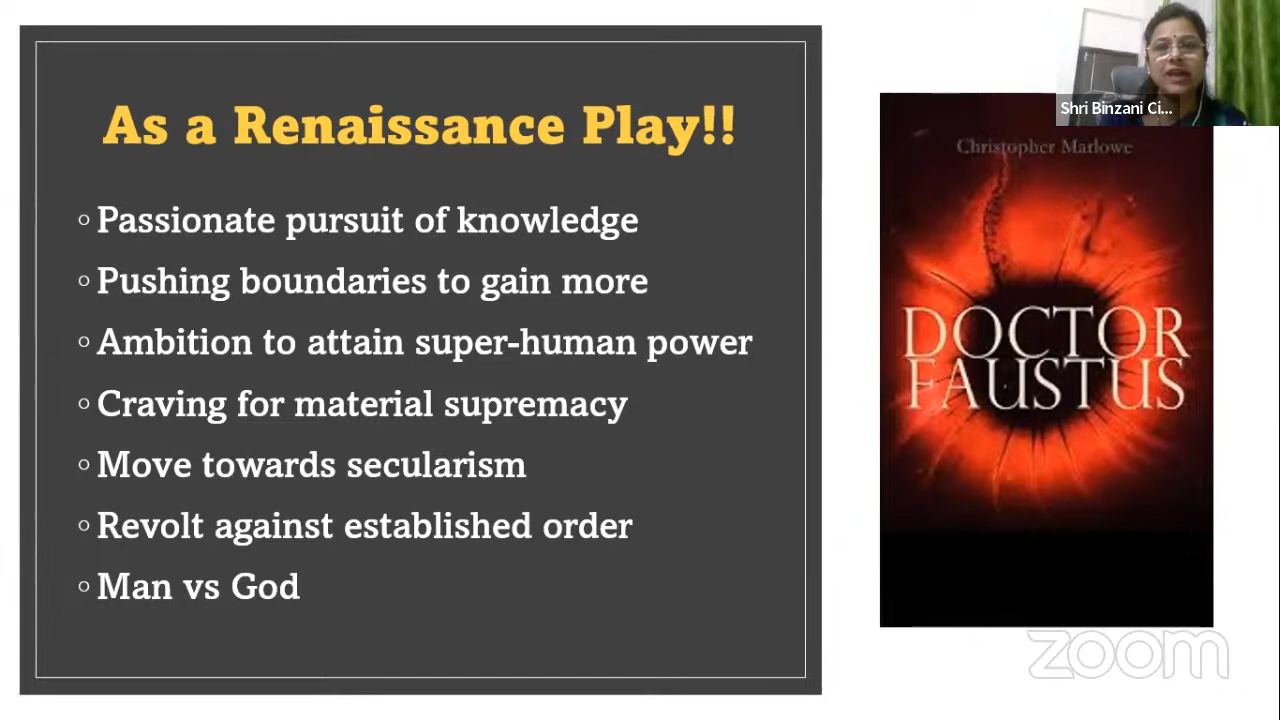 As a Renaissance Play!!
◦ Passionate pursuit of knowledge
◦ Pushing boundaries to gain more
◦ Ambition to attain super-human power
◦ Craving for material supremacy
◦ Move towards secularism
◦ Revolt against established order
◦ Man vs God
Shri Binzani Ci...
Christopher Marlowe
DOCTOR
FAUSTUS
zoom